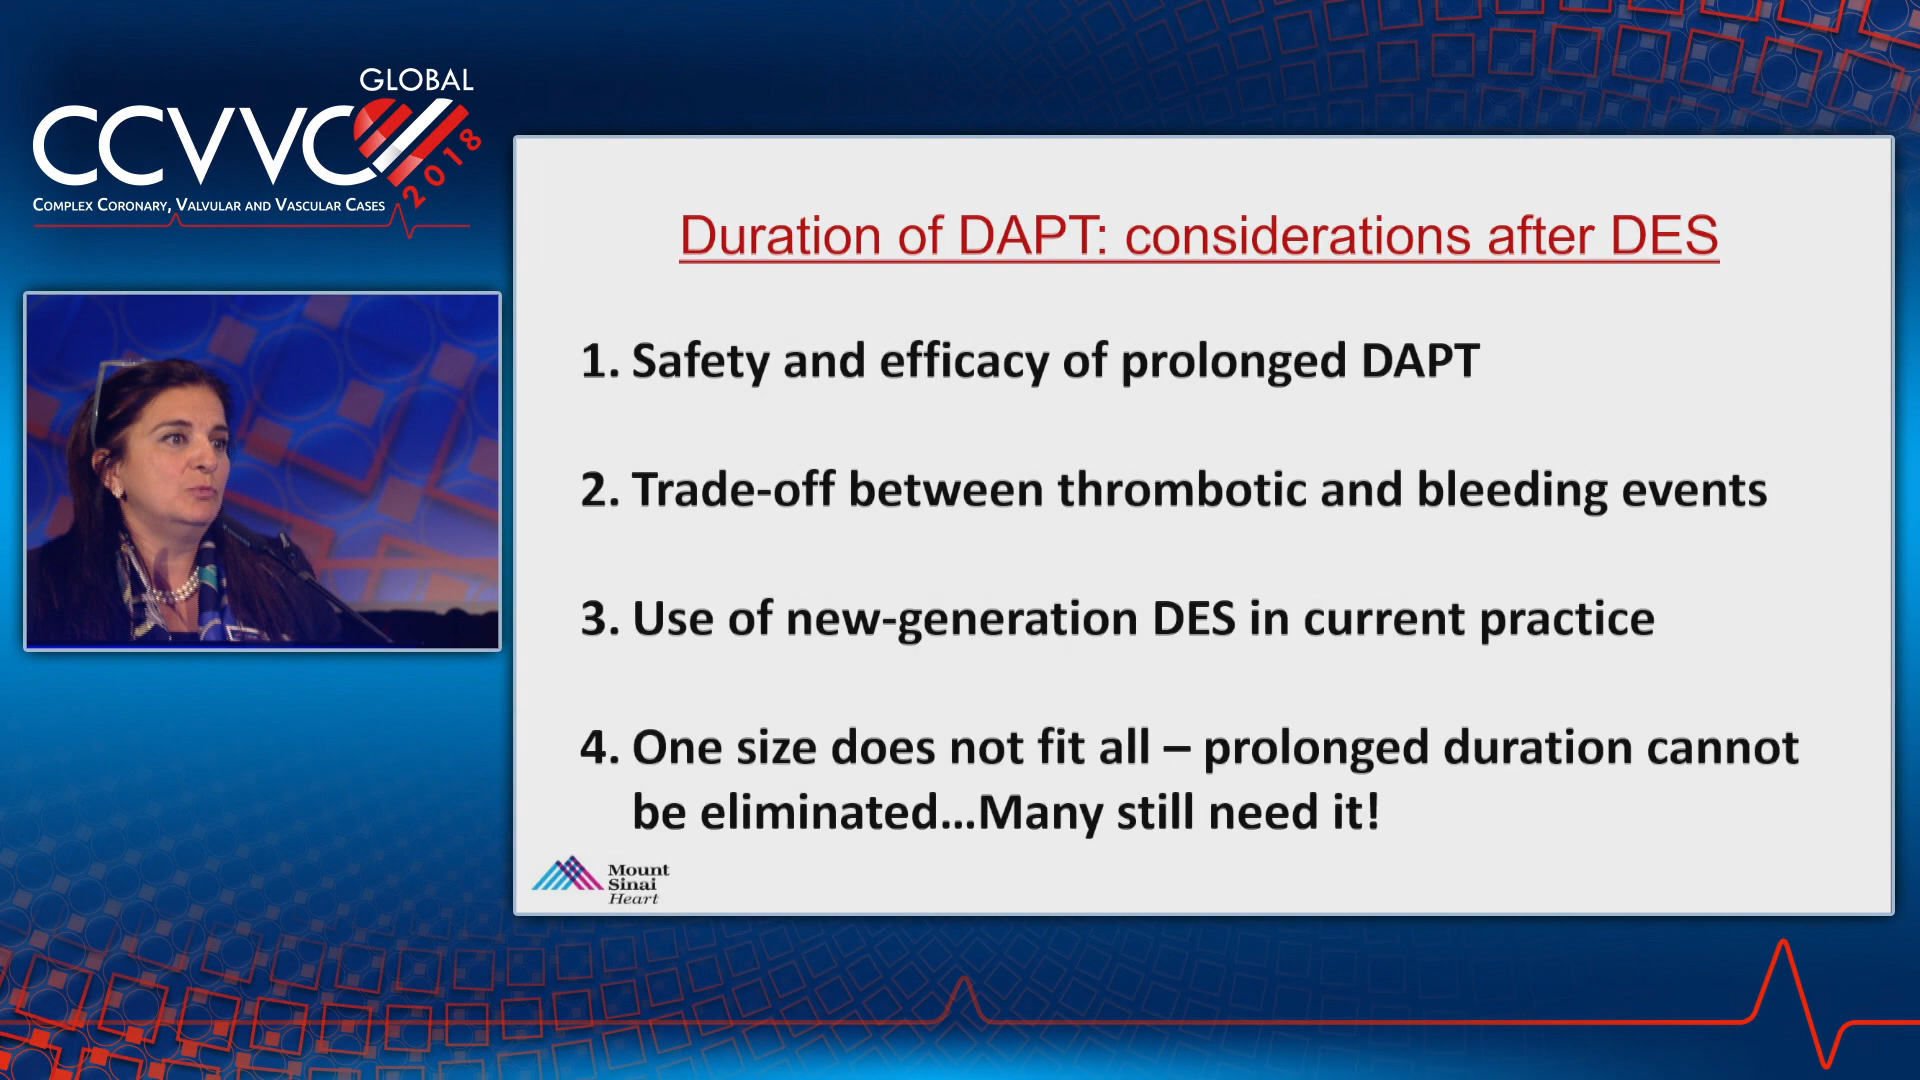 GLOBAL
CCVVC
2018
COMPLEX CORONARY, VALVULAR AND VASCULAR CASES
Duration of DAPT: considerations after DES
1. Safety and efficacy of prolonged DAPT
2. Trade-off between thrombotic and bleeding events
3. Use of new-generation DES in current practice
4. One size does not fit all – prolonged duration cannot
be eliminated...Many still need it!
Mount
Sinai
Heart